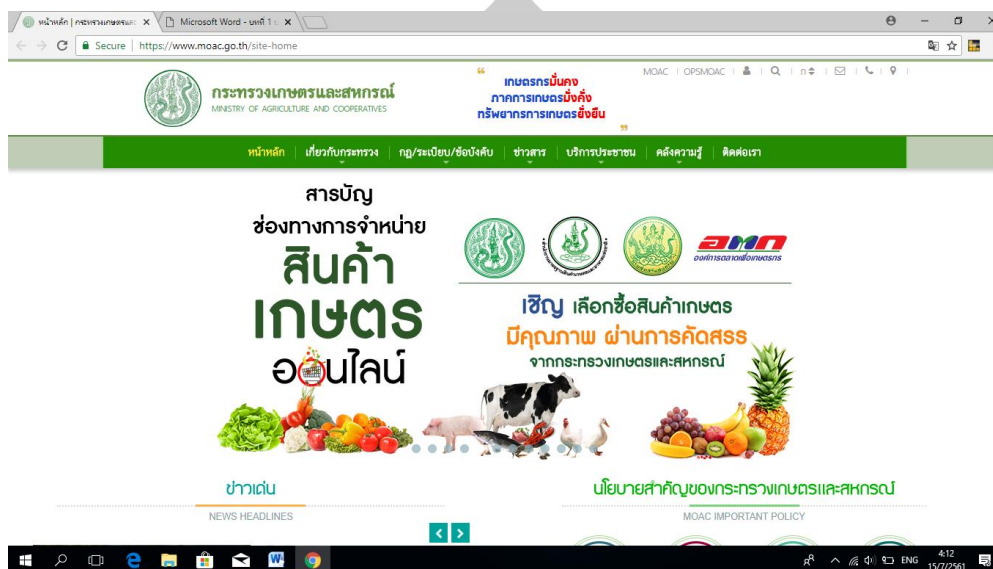 หน้าหลัก | กระทรวงเกษตรและ
Microsoft Word - บทที่ 1
Secure | https://www.moac.go.th/site-home
กระทรวงเกษตรและสหกรณ์
MINISTRY OF AGRICULTURE AND COOPERATIVES
“ เกษตรกรมั่นคง
ภาคการเกษตรมั่งคั่ง
ทรัพยากรการเกษตรยั่งยืน ”
MOAC | OPSMOAC | | | ก | | |
หน้าหลัก | เกี่ยวกับกระทรวง | กฎ/ระเบียบ/ข้อบังคับ | ข่าวสาร | บริการประชาชน | คลังความรู้ | ติดต่อเรา
สารบัญ
ช่องทางการจำหน่าย
สินค้า
เกษตร
ออนไลน์
อตก
องค์การตลาดเพื่อเกษตรกร
เชิญ เลือกซื้อสินค้าเกษตร
มีคุณภาพ ผ่านการคัดสรร
จากกระทรวงเกษตรและสหกรณ์
ข่าวเด่น
NEWS HEADLINES
นโยบายสำคัญของกระทรวงเกษตรและสหกรณ์
MOAC IMPORTANT POLICY
ENG
4:12
15/7/2561